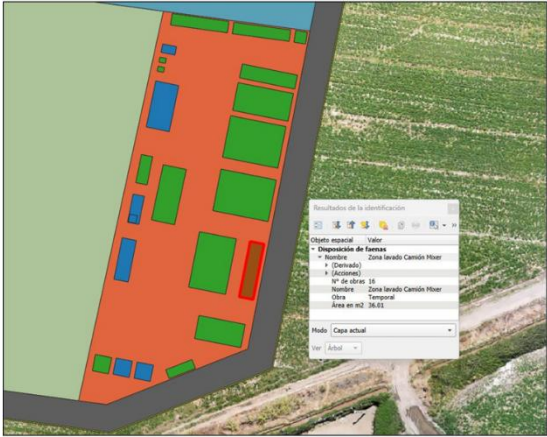 Resultados de la identificación
Objeto espacial Valor
Disposición de faenas
Nombre Zona lavado Camión Mixer
(Derivado)
(Acciones)
N° de obras 16
Nombre Zona lavado Camión Mixer
Obra Temporal
Área en m2 36.01
Modo Capa actual
Ver Árbol